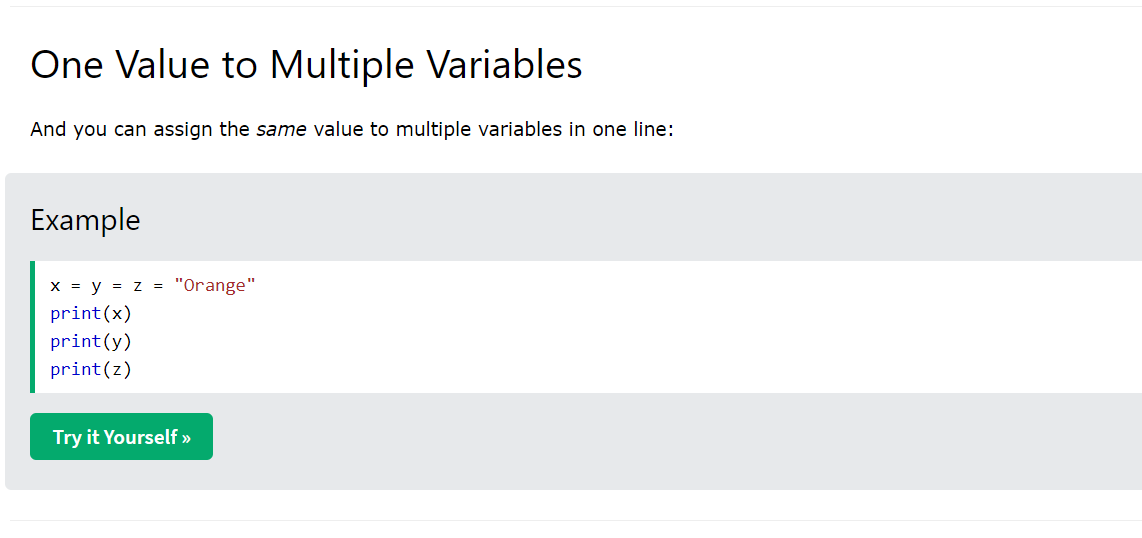 One Value to Multiple Variables
And you can assign the same value to multiple variables in one line:
Example
x = y = z = "Orange"
print(x)
print(y)
print(z)
Try it Yourself »